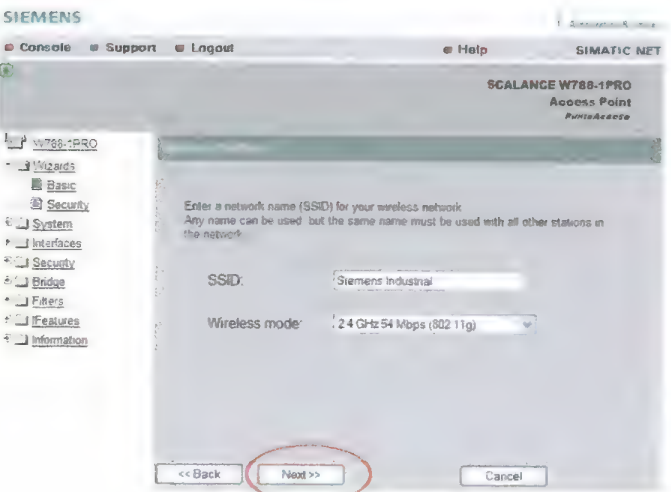 SIEMENS
Console Support Logout Help SIMATIC NET
SCALANCE W788-1PRO
Access Point
PuntoAcceso
W788-1PRO
Wizards
Basic
Security
System
Interfaces
Security
Bridge
Filters
IFeatures
Information
Enter a network name (SSID) for your wireless network
Any name can be used but the same name must be used with all other stations in
the network
SSID: Siemens Industrial
Wireless mode: 2.4 GHz 54 Mbps (802.11g)
<< Back Next >> Cancel